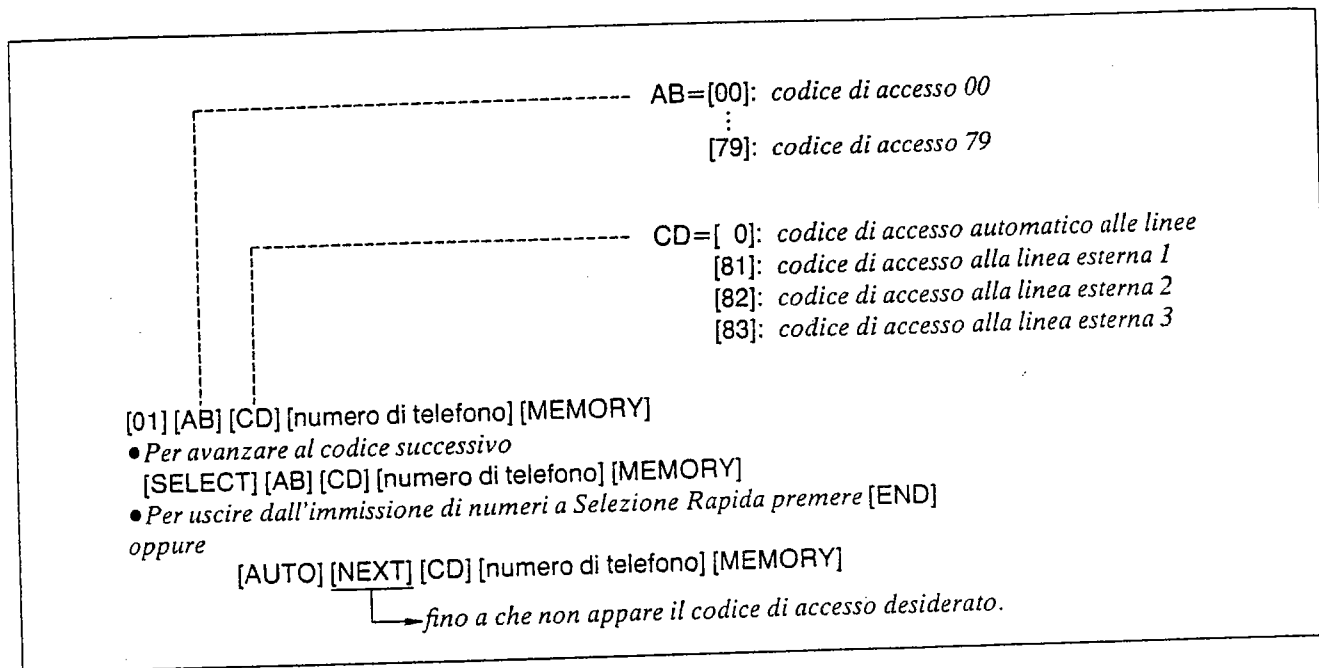 AB=[00]: codice di accesso 00
⋮
[79]: codice di accesso 79
CD=[ 0]: codice di accesso automatico alle linee
[81]: codice di accesso alla linea esterna 1
[82]: codice di accesso alla linea esterna 2
[83]: codice di accesso alla linea esterna 3
[01] [AB] [CD] [numero di telefono] [MEMORY]
● Per avanzare al codice successivo
[SELECT] [AB] [CD] [numero di telefono] [MEMORY]
● Per uscire dall'immissione di numeri a Selezione Rapida premere [END]
oppure
[AUTO] [NEXT] [CD] [numero di telefono] [MEMORY]
fino a che non appare il codice di accesso desiderato.